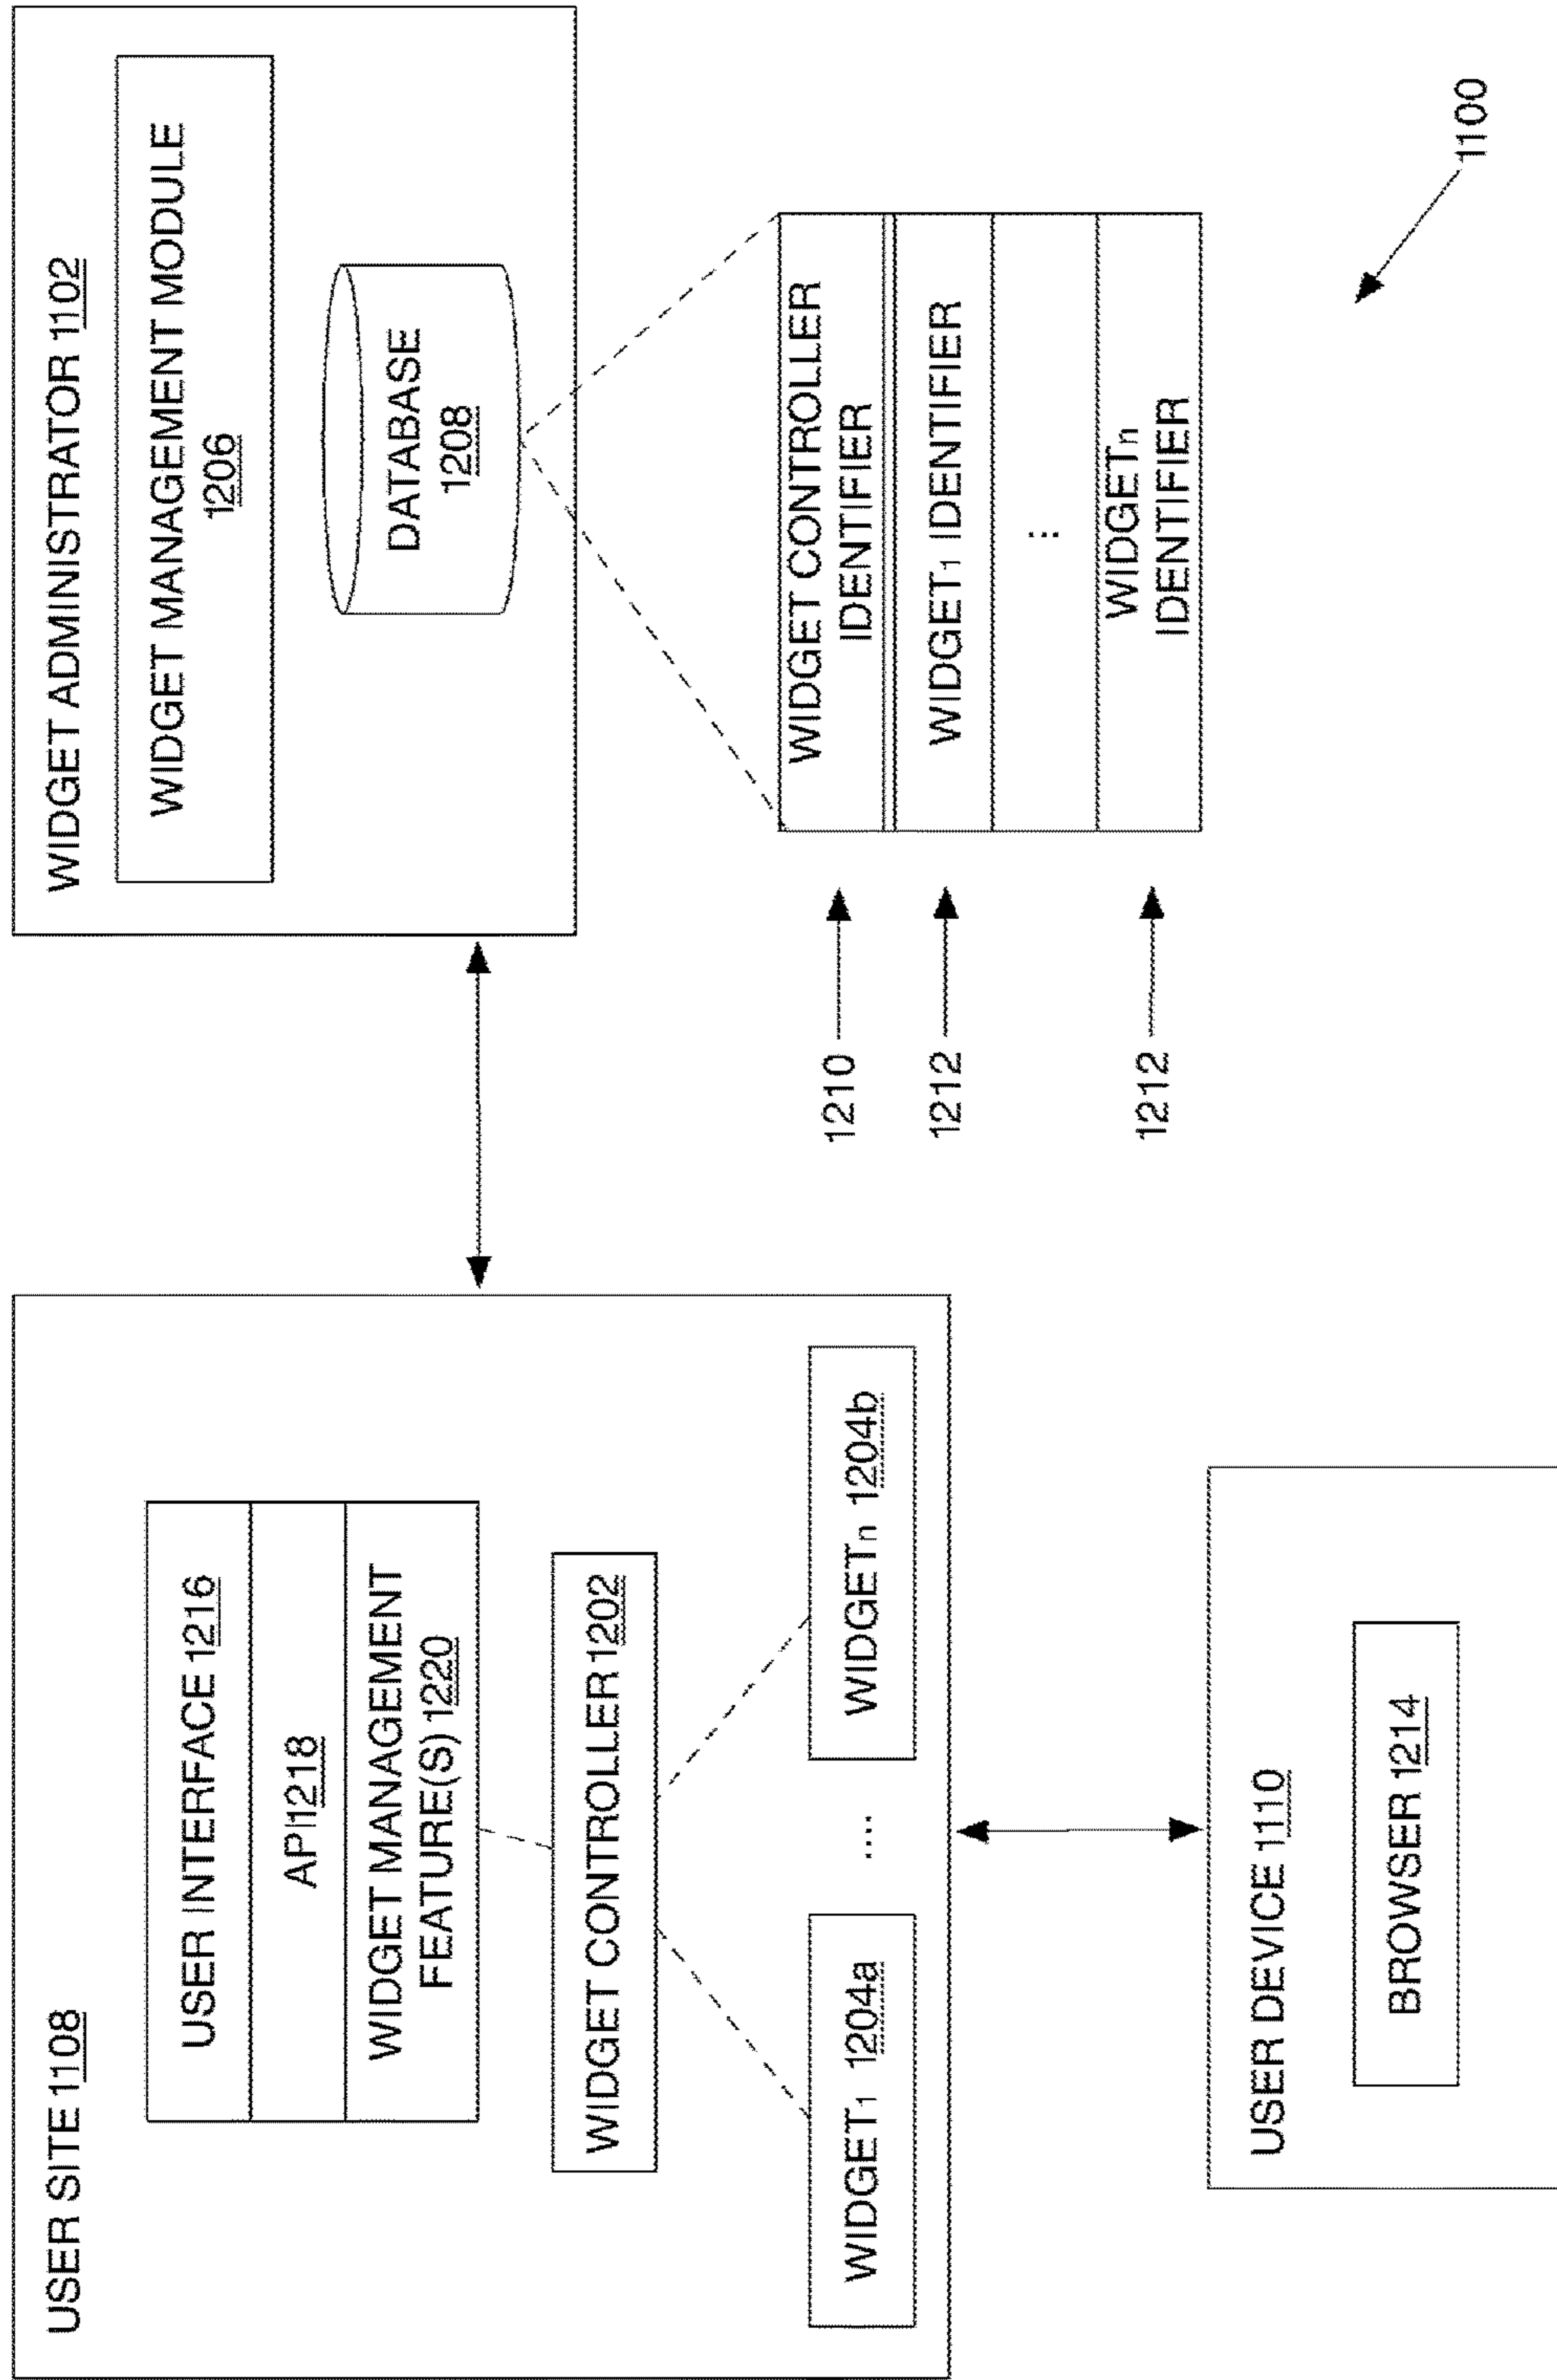 USER SITE 1108
USER INTERFACE 1216
API 1218
WIDGET MANAGEMENT
FEATURE(S) 1220
WIDGET CONTROLLER 1202
WIDGET1 1204a
....
WIDGETn 1204b
USER DEVICE 1110
BROWSER 1214
WIDGET ADMINISTRATOR 1102
WIDGET MANAGEMENT MODULE
1206
DATABASE
1208
1210
WIDGET CONTROLLER
IDENTIFIER
1212
WIDGET1 IDENTIFIER
...
1212
WIDGETn
IDENTIFIER
1100